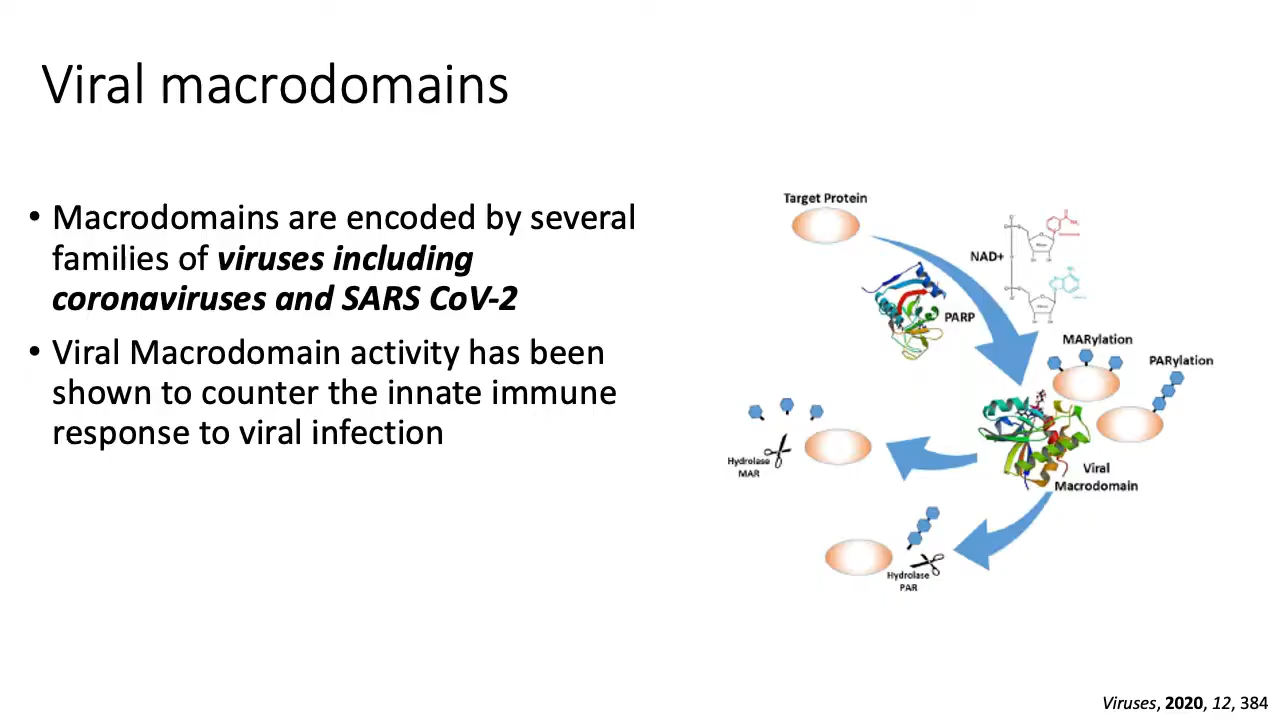 Viral macrodomains
• Macrodomains are encoded by several
families of viruses including
coronaviruses and SARS CoV-2
• Viral Macrodomain activity has been
shown to counter the innate immune
response to viral infection
Target Protein
NAD+
PARP
MARylation
PARylation
Hydrolase
MAR
Viral
Macrodomain
Hydrolase
PAR
Viruses, 2020, 12, 384